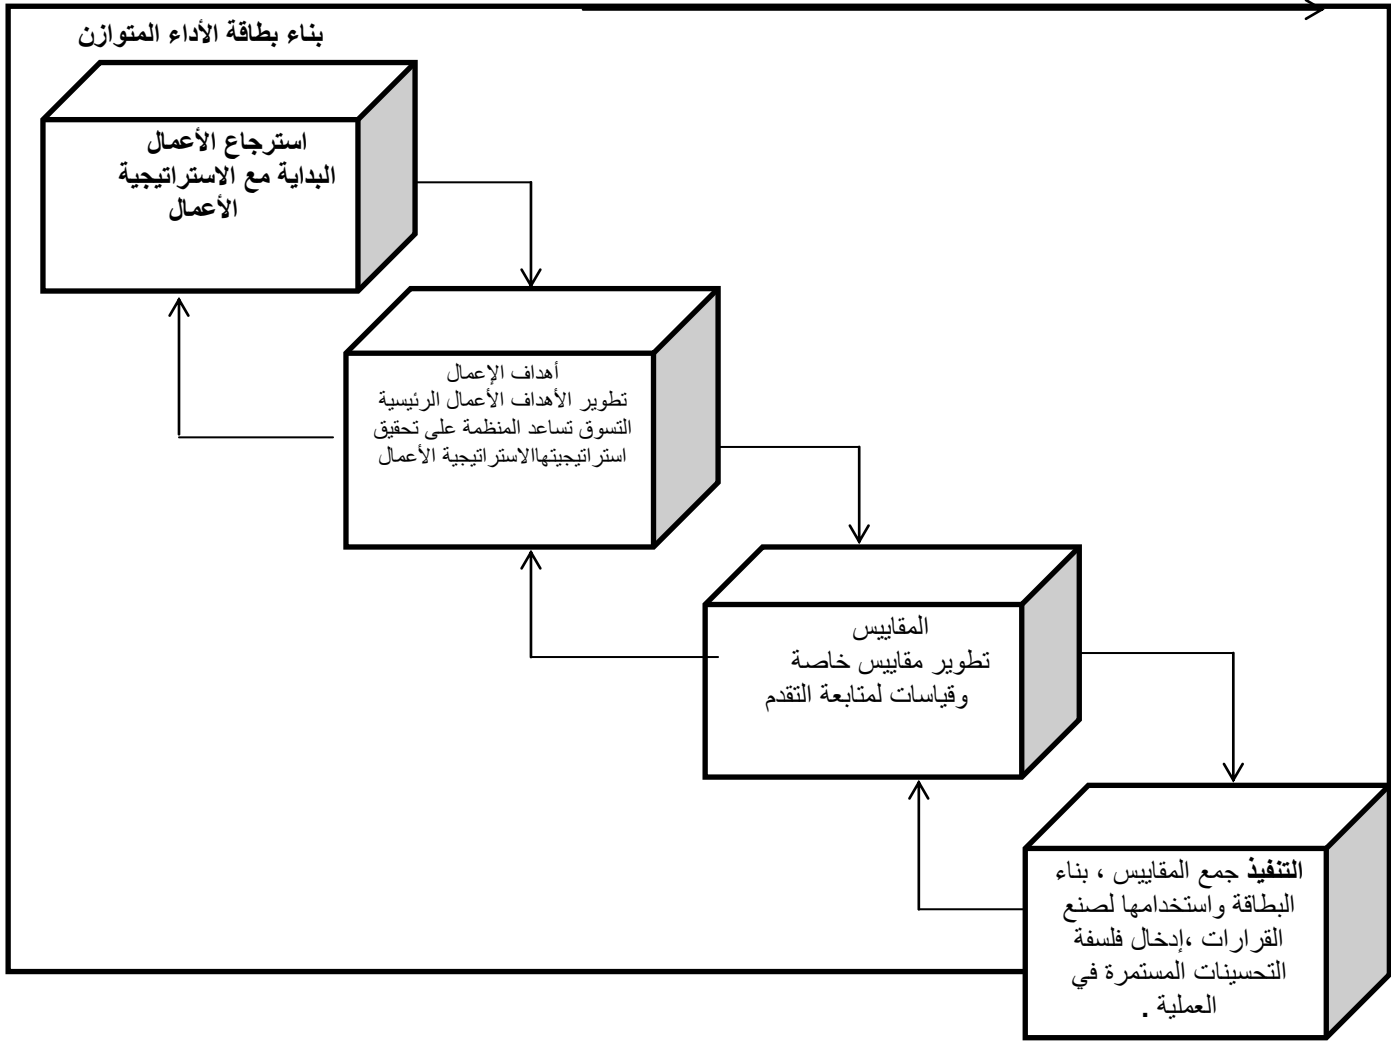 بناء بطاقة الأداء المتوازن
استرجاع الأعمال
البداية مع الاستراتيجية
الأعمال
أهداف الإعمال
تطوير الأهداف الأعمال الرئيسية
التسوق تساعد المنظمة على تحقيق
استراتيجيتهاالاستراتيجية الأعمال
المقاييس
تطوير مقاييس خاصة
وقياسات لمتابعة التقدم
التنفيذ جمع المقاييس ، بناء
البطاقة واستخدامها لصنع
القرارات ،إدخال فلسفة
التحسينات المستمرة في
العملية .